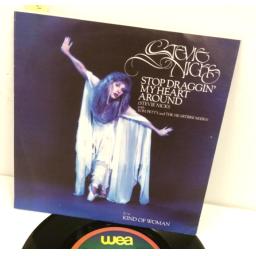 STEVIE
NICKS
STOP DRAGGIN'
MY HEART
AROUND
(STEVIE NICKS)
with
TOM PETTY and THE HEARTBREAKERS
b/w
KIND OF WOMAN
wea